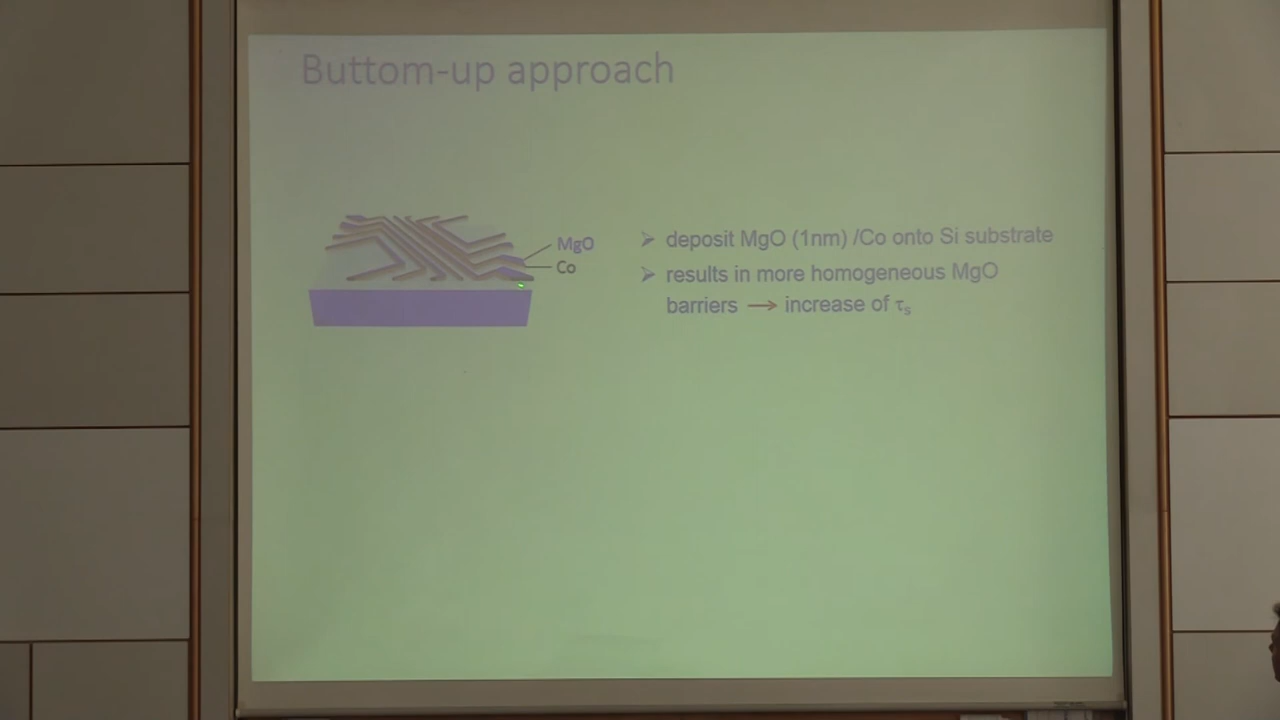 Buttom-up approach
MgO
Co
➢ deposit MgO (1nm) /Co onto Si substrate
➢ results in more homogeneous MgO
barriers → increase of τs